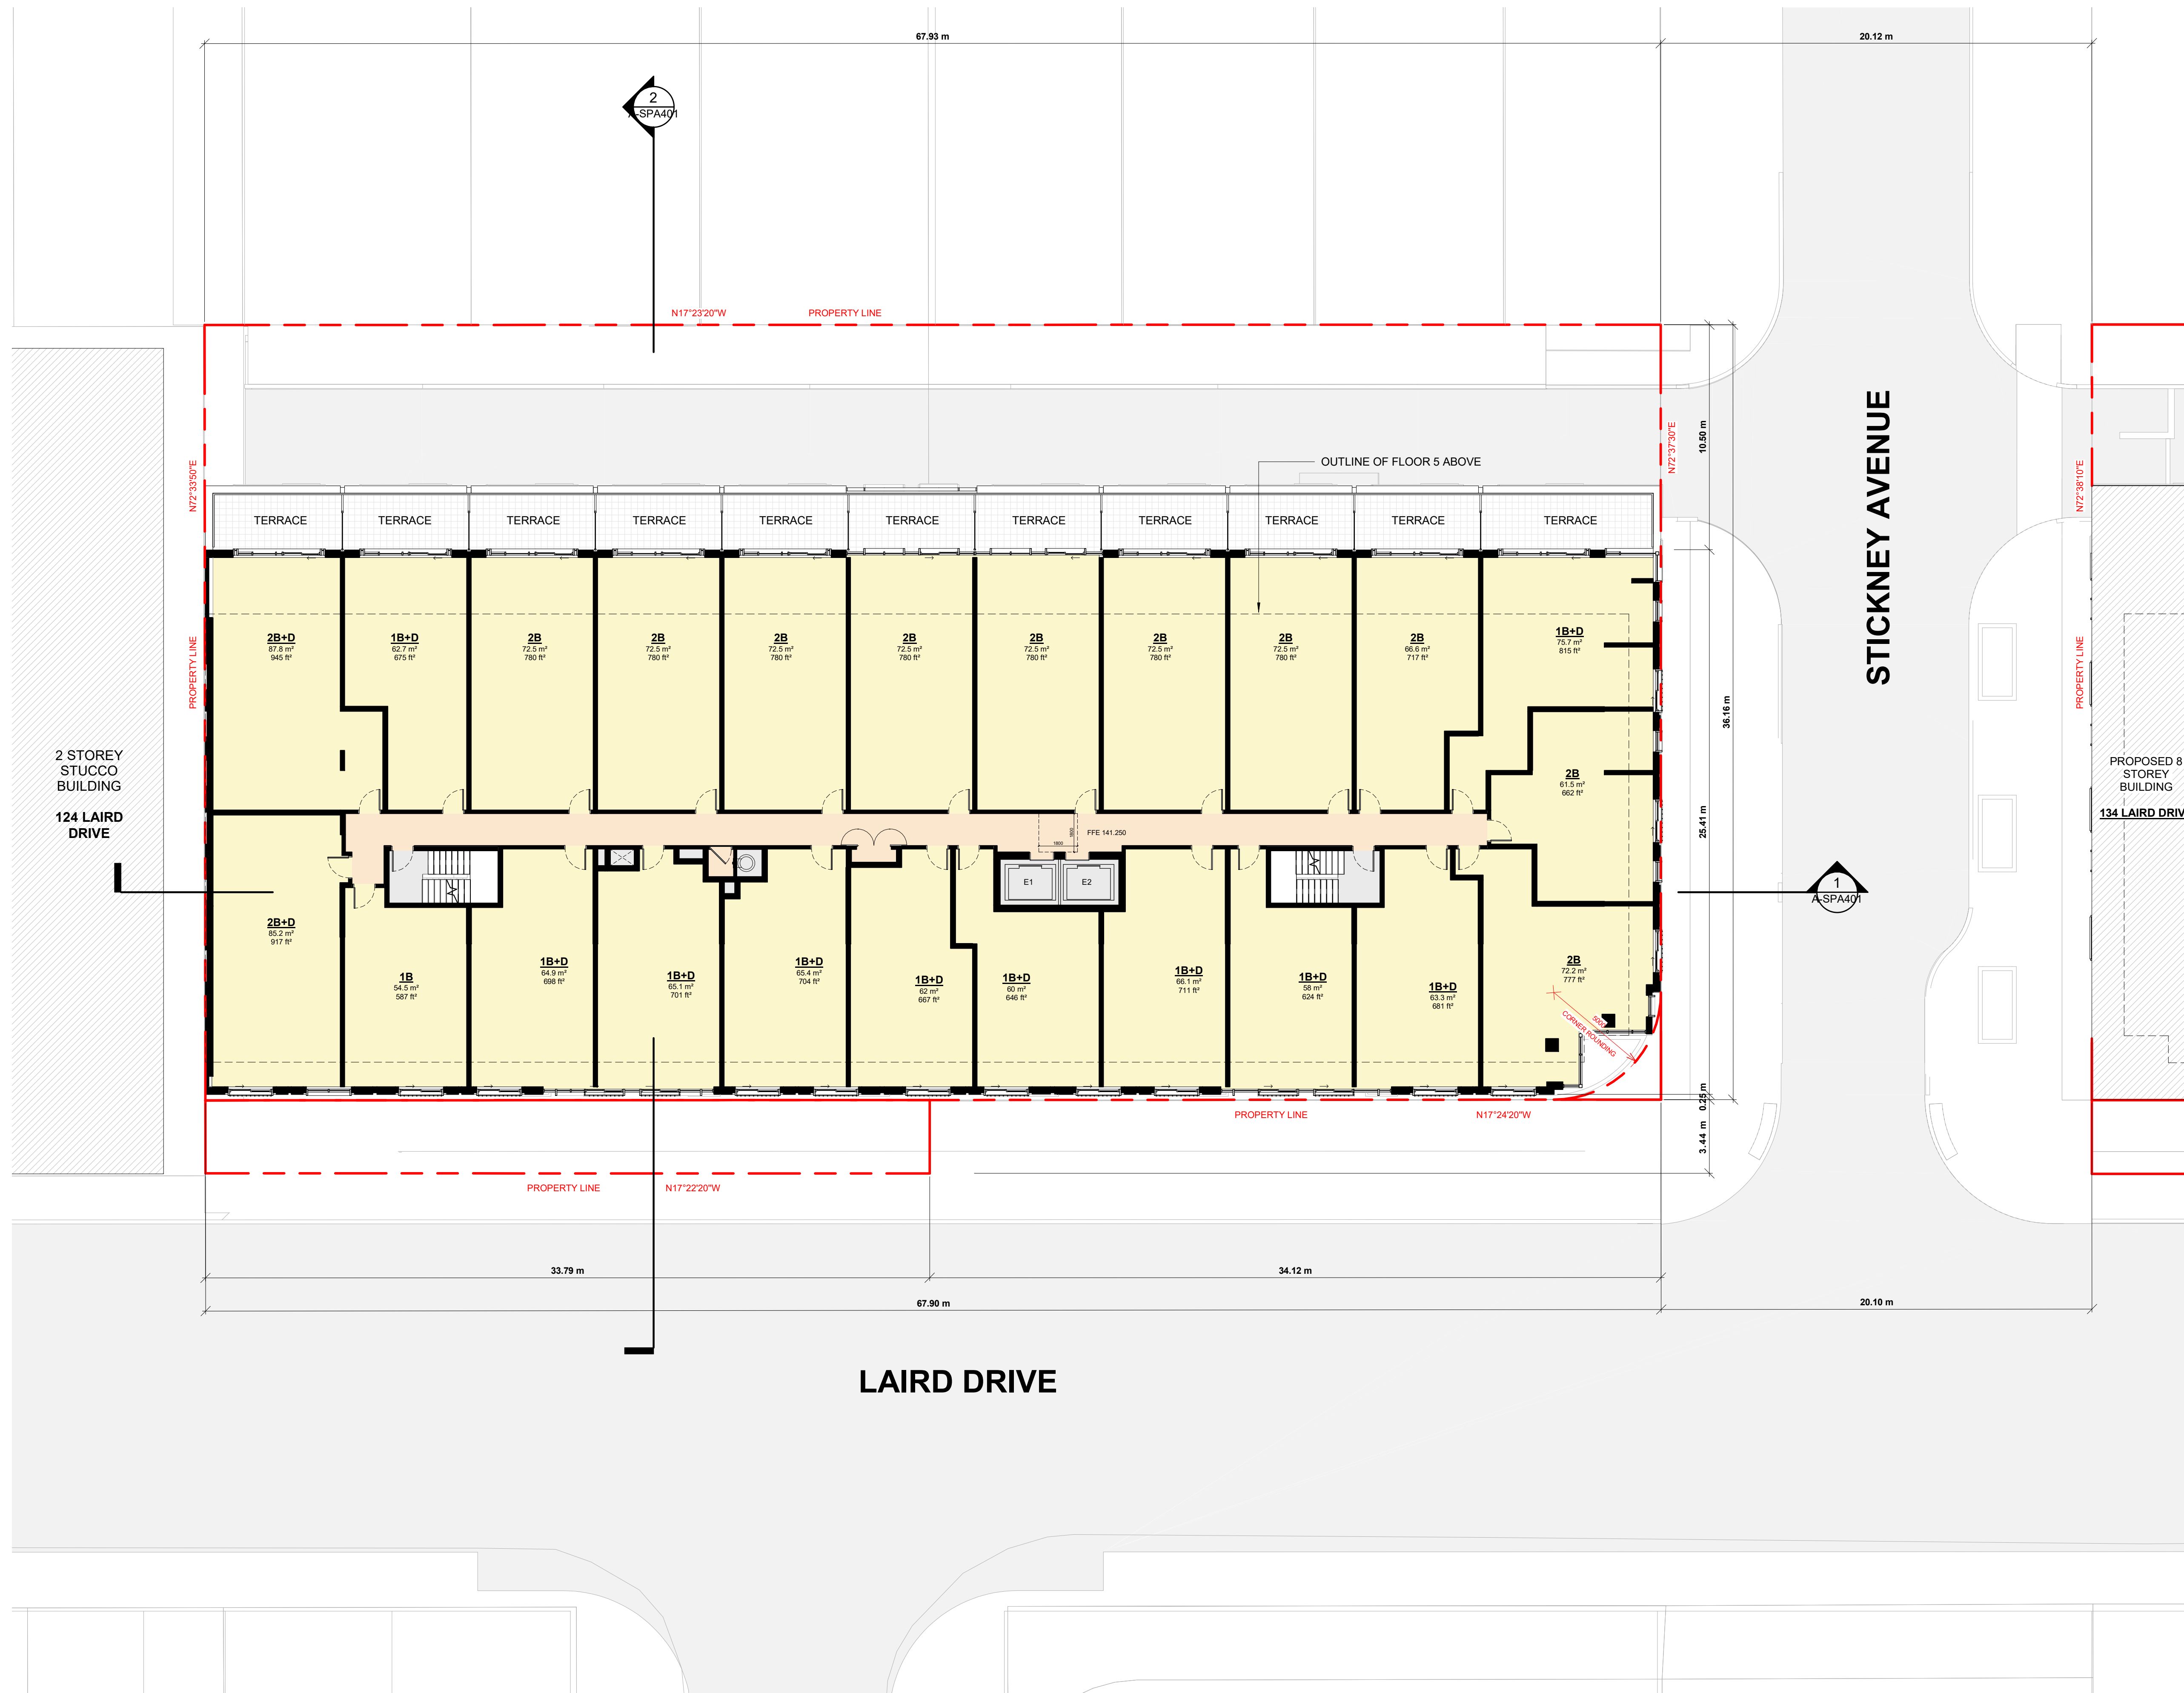 67.93 m
20.12 m
2
A-SPA401
N17°23'20"W
PROPERTY LINE
N72°33'50"E
PROPERTY LINE
OUTLINE OF FLOOR 5 ABOVE
N72°37'30"E
10.50 m
36.16 m
25.41 m
0.25 m
3.44 m
STICKNEY AVENUE
N72°38'10"E
PROPERTY LINE
TERRACE
TERRACE
TERRACE
TERRACE
TERRACE
TERRACE
TERRACE
TERRACE
TERRACE
TERRACE
TERRACE
2B+D
87.8 m²
945 ft²
1B+D
62.7 m²
675 ft²
2B
72.5 m²
780 ft²
2B
72.5 m²
780 ft²
2B
72.5 m²
780 ft²
2B
72.5 m²
780 ft²
2B
72.5 m²
780 ft²
2B
72.5 m²
780 ft²
2B
72.5 m²
780 ft²
2B
66.6 m²
717 ft²
1B+D
75.7 m²
815 ft²
2B
61.5 m²
662 ft²
2 STOREY
STUCCO
BUILDING
124 LAIRD
DRIVE
PROPOSED 8
STOREY
BUILDING
134 LAIRD DRIV
FFE 141.250
1800
1800
E1
E2
1
A-SPA401
2B+D
85.2 m²
917 ft²
1B
54.5 m²
587 ft²
1B+D
64.9 m²
698 ft²
1B+D
65.1 m²
701 ft²
1B+D
65.4 m²
704 ft²
1B+D
62 m²
667 ft²
1B+D
60 m²
646 ft²
1B+D
66.1 m²
711 ft²
1B+D
58 m²
624 ft²
1B+D
63.3 m²
681 ft²
2B
72.2 m²
777 ft²
5000
CORNER ROUNDING
PROPERTY LINE
N17°24'20"W
PROPERTY LINE
N17°22'20"W
33.79 m
34.12 m
67.90 m
20.10 m
LAIRD DRIVE